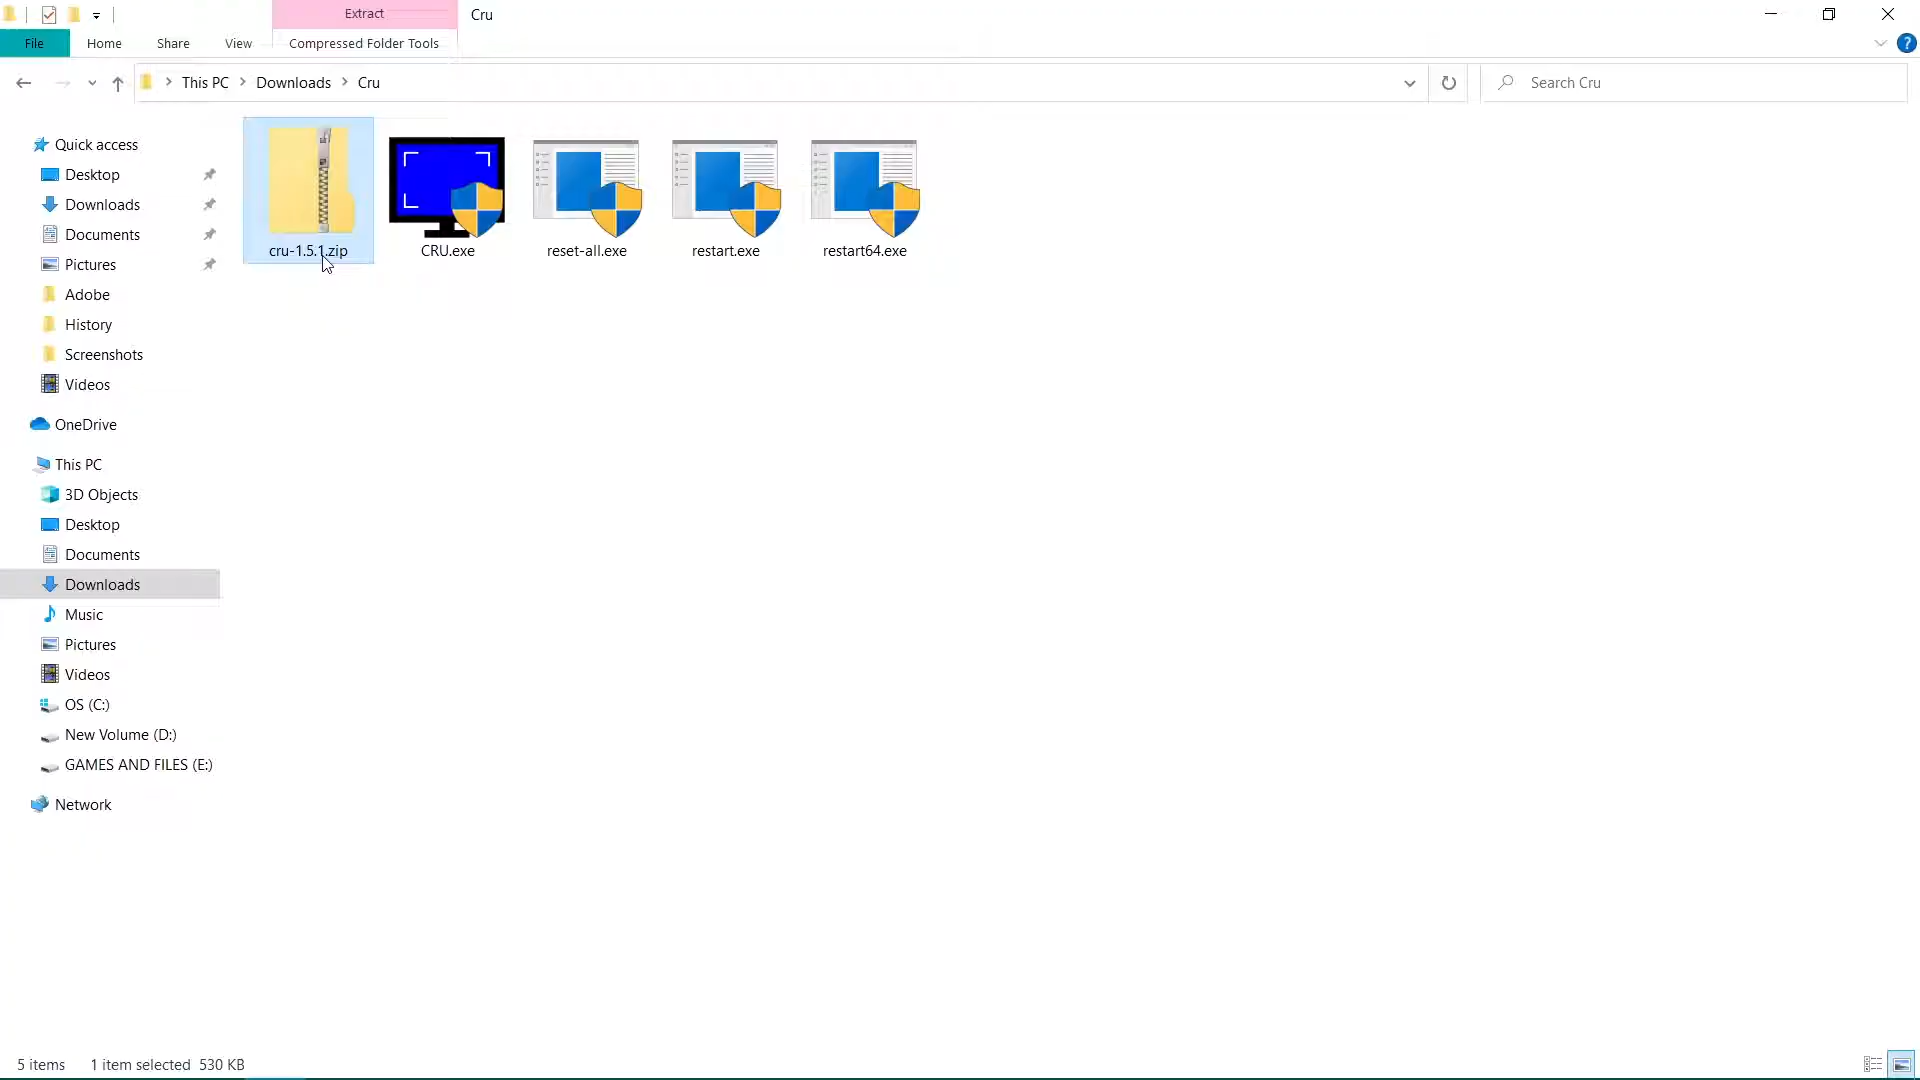 Extract
Cru
File
Home
Share
View
Compressed Folder Tools
?
This PC
Downloads
Cru
Search Cru
Quick access
Desktop
Downloads
Documents
Pictures
Adobe
History
Screenshots
Videos
OneDrive
This PC
3D Objects
Desktop
Documents
Downloads
Music
Pictures
Videos
OS (C:)
New Volume (D:)
GAMES AND FILES (E:)
Network
cru-1.5.1.zip
CRU.exe
reset-all.exe
restart.exe
restart64.exe
5 items
1 item selected 530 KB